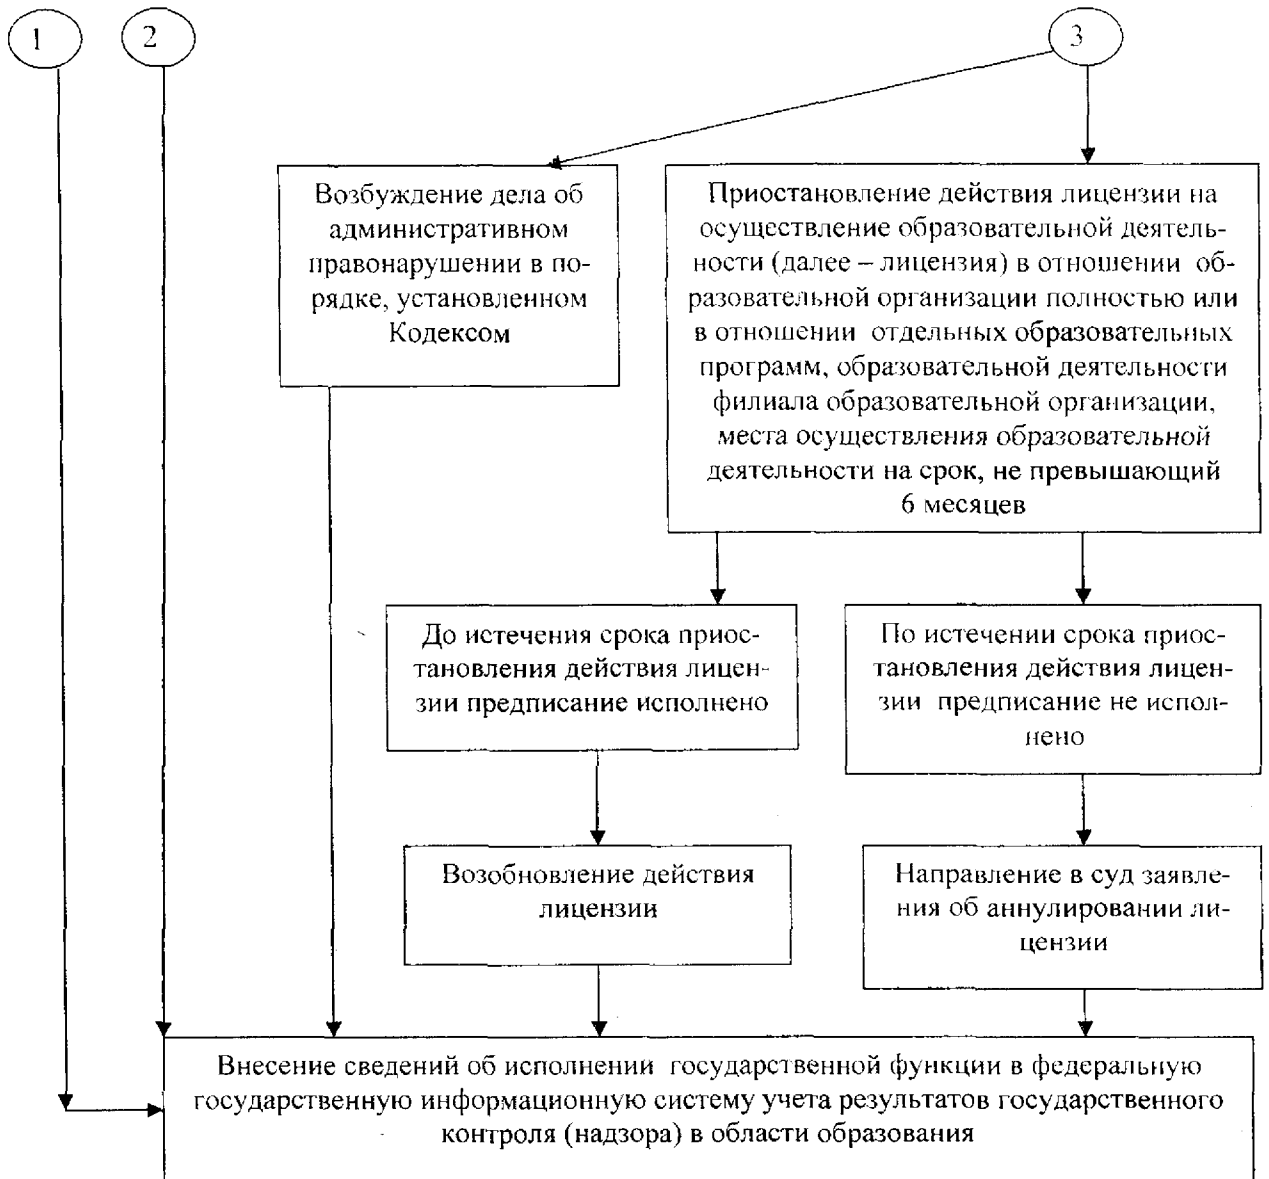 1
2
3
Возбуждение дела об
административном
правонарушении в по-
рядке, установленном
Кодексом
Приостановление действия лицензии на
осуществление образовательной деятель-
ности (далее – лицензия) в отношении об-
разовательной организации полностью или
в отношении отдельных образовательных
программ, образовательной деятельности
филиала образовательной организации,
места осуществления образовательной
деятельности на срок, не превышающий
6 месяцев
До истечения срока приос-
тановления действия лицен-
зии предписание исполнено
По истечении срока приос-
тановления действия лицен-
зии предписание не испол-
нено
Возобновление действия
лицензии
Направление в суд заявле-
ния об аннулировании ли-
цензии
Внесение сведений об исполнении государственной функции в федеральную
государственную информационную систему учета результатов государственного
контроля (надзора) в области образования